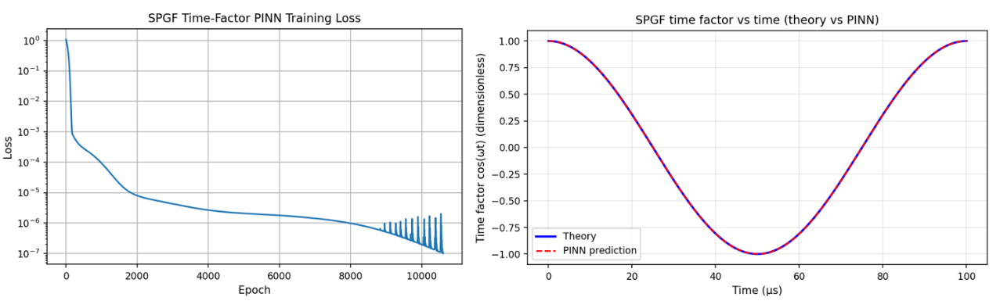 SPGF Time-Factor PINN Training Loss
Loss
10⁰
10⁻¹
10⁻²
10⁻³
10⁻⁴
10⁻⁵
10⁻⁶
10⁻⁷
0 2000 4000 6000 8000 10000
Epoch
SPGF time factor vs time (theory vs PINN)
Time factor cos(ωt) (dimensionless)
1.00
0.75
0.50
0.25
0.00
−0.25
−0.50
−0.75
−1.00
Theory
PINN prediction
0 20 40 60 80 100
Time (μs)